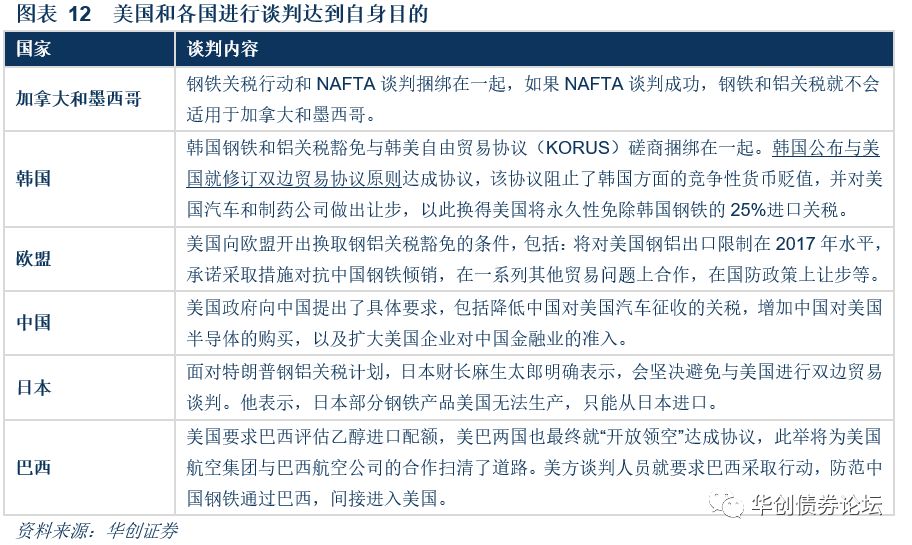 图表 12 美国和各国进行谈判达到自身目的
国家 谈判内容
加拿大和墨西哥
钢铁关税行动和 NAFTA 谈判捆绑在一起，如果 NAFTA 谈判成功，钢铁和铝关税就不会
适用于加拿大和墨西哥。
韩国
韩国钢铁和铝关税豁免与韩美自由贸易协议（KORUS）磋商捆绑在一起。韩国公布与美
国就修订双边贸易协议原则达成协议，该协议阻止了韩国方面的竞争性货币贬值，并对美
国汽车和制药公司做出让步，以此换得美国将永久性免除韩国钢铁的 25%进口关税。
欧盟
美国向欧盟开出换取钢铝关税豁免的条件，包括：将对美国钢铝出口限制在 2017 年水平，
承诺采取措施对抗中国钢铁倾销，在一系列其他贸易问题上合作，在国防政策上让步等。
中国
美国政府向中国提出了具体要求，包括降低中国对美国汽车征收的关税，增加中国对美国
半导体的购买，以及扩大美国企业对中国金融业的准入。
日本
面对特朗普钢铝关税计划，日本财长麻生太郎明确表示，会坚决避免与美国进行双边贸易
谈判。他表示，日本部分钢铁产品美国无法生产，只能从日本进口。
巴西
美国要求巴西评估乙醇进口配额，美巴两国也最终就“开放领空”达成协议，此举将为美国
航空集团与巴西航空公司的合作扫清了道路。美方谈判人员就要求巴西采取行动，防范中
国钢铁通过巴西，间接进入美国。
华创债券论坛
资料来源：华创证券